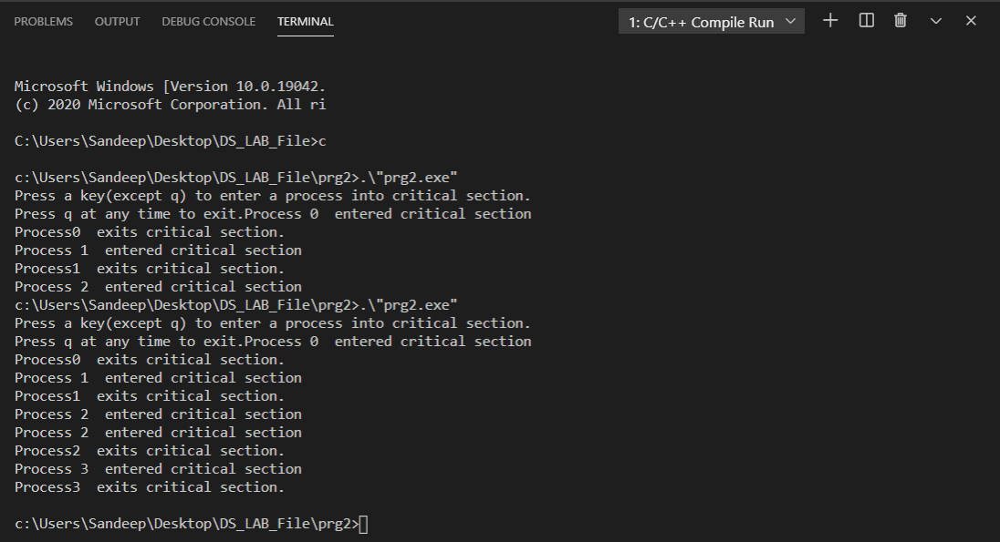 PROBLEMS OUTPUT DEBUG CONSOLE TERMINAL 1: C/C++ Compile Run
Microsoft Windows [Version 10.0.19042.
(c) 2020 Microsoft Corporation. All ri
C:\Users\Sandeep\Desktop\DS_LAB_File>c
c:\Users\Sandeep\Desktop\DS_LAB_File\prg2>.\"prg2.exe"
Press a key(except q) to enter a process into critical section.
Press q at any time to exit.Process 0  entered critical section
Process0  exits critical section.
Process 1  entered critical section
Process1  exits critical section.
Process 2  entered critical section
c:\Users\Sandeep\Desktop\DS_LAB_File\prg2>.\"prg2.exe"
Press a key(except q) to enter a process into critical section.
Press q at any time to exit.Process 0  entered critical section
Process0  exits critical section.
Process 1  entered critical section
Process1  exits critical section.
Process 2  entered critical section
Process 2  entered critical section
Process2  exits critical section.
Process 3  entered critical section
Process3  exits critical section.
c:\Users\Sandeep\Desktop\DS_LAB_File\prg2>